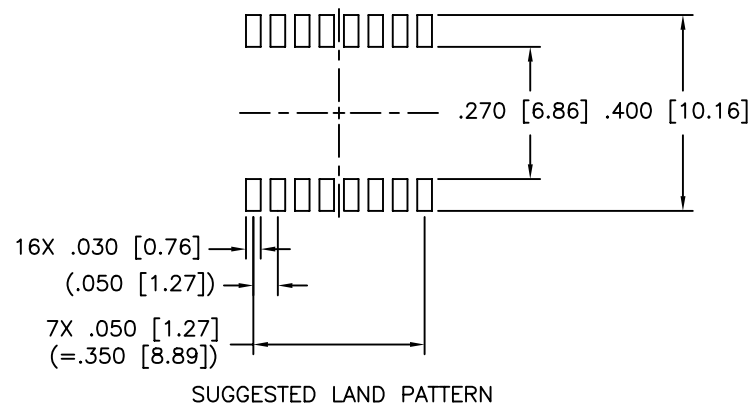 .270 [6.86] .400 [10.16]
16X .030 [0.76]
(.050 [1.27])
7X .050 [1.27]
(=.350 [8.89])
SUGGESTED LAND PATTERN